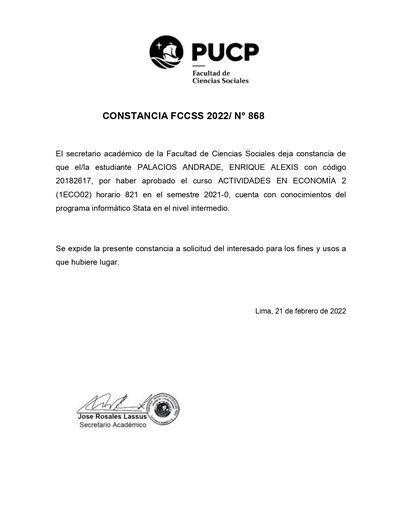 PUCP
Facultad de
Ciencias Sociales
CONSTANCIA FCCSS 2022/ N° 868
El secretario académico de la Facultad de Ciencias Sociales deja constancia de
que el/la estudiante PALACIOS ANDRADE, ENRIQUE ALEXIS con código
20182617, por haber aprobado el curso ACTIVIDADES EN ECONOMÍA 2
(1ECO02) horario 821 en el semestre 2021-0, cuenta con conocimientos del
programa informático Stata en el nivel intermedio.
Se expide la presente constancia a solicitud del interesado para los fines y usos a
que hubiere lugar.
Lima, 21 de febrero de 2022
Jose Rosales Lassus
Secretario Académico